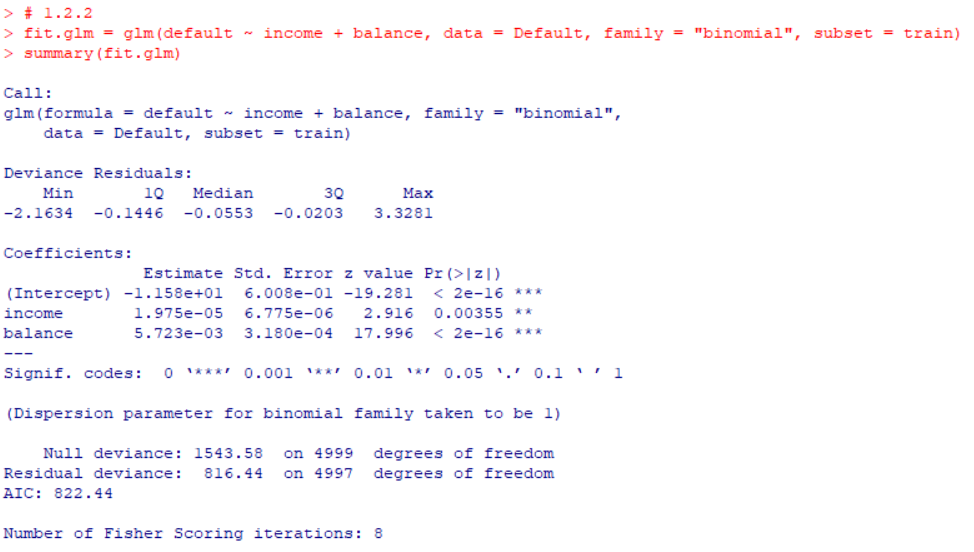 > # 1.2.2
> fit.glm = glm(default ~ income + balance, data = Default, family = "binomial", subset = train)
> summary(fit.glm)
Call:
glm(formula = default ~ income + balance, family = "binomial",
    data = Default, subset = train)
Deviance Residuals:
    Min       1Q   Median       3Q      Max
-2.1634  -0.1446  -0.0553  -0.0203   3.3281
Coefficients:
              Estimate Std. Error z value Pr(>|z|)
(Intercept) -1.158e+01  6.008e-01 -19.281  < 2e-16 ***
income       1.975e-05  6.775e-06   2.916  0.00355 **
balance      5.723e-03  3.180e-04  17.996  < 2e-16 ***
---
Signif. codes:  0 ‘***’ 0.001 ‘**’ 0.01 ‘*’ 0.05 ‘.’ 0.1 ‘ ’ 1
(Dispersion parameter for binomial family taken to be 1)
    Null deviance: 1543.58  on 4999  degrees of freedom
Residual deviance:  816.44  on 4997  degrees of freedom
AIC: 822.44
Number of Fisher Scoring iterations: 8